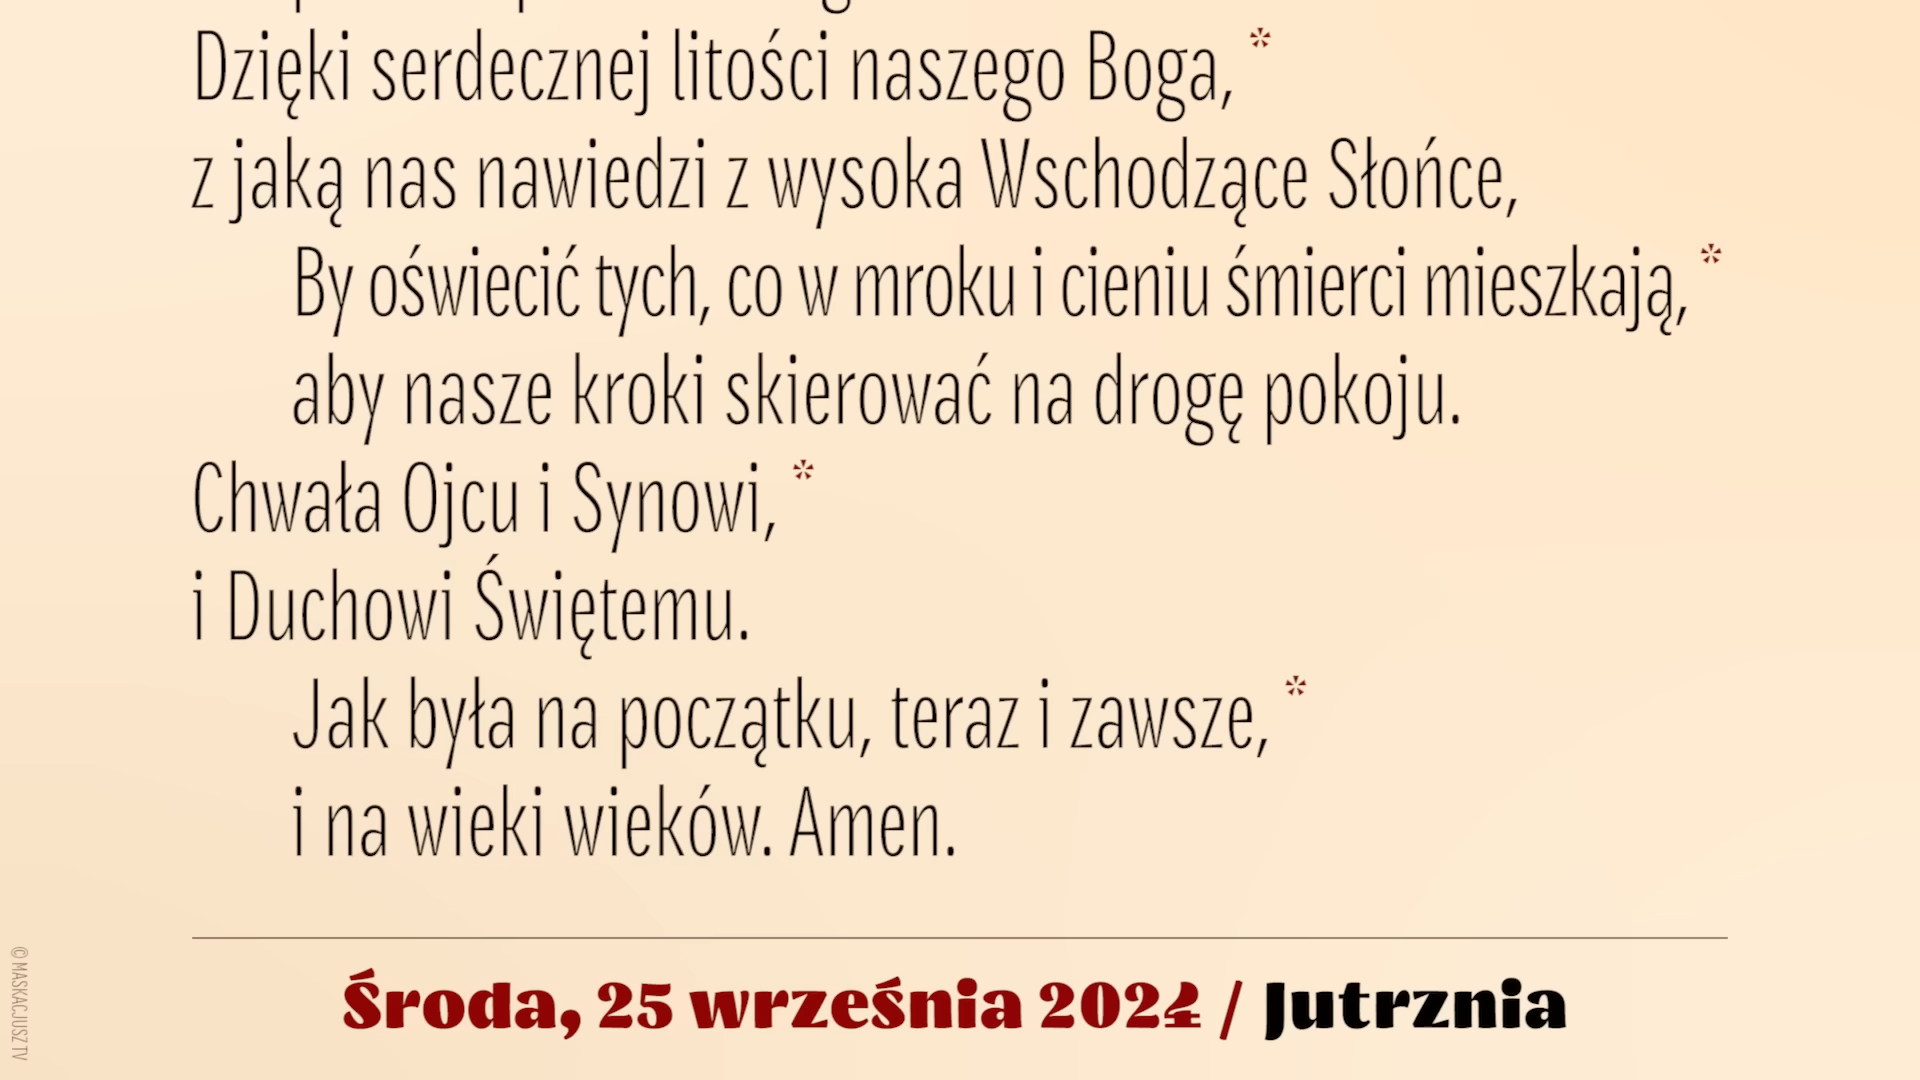 Dzięki serdecznej litości naszego Boga, *
z jaką nas nawiedzi z wysoka Wschodzące Słońce,
By oświecić tych, co w mroku i cieniu śmierci mieszkają, *
aby nasze kroki skierować na drogę pokoju.
Chwała Ojcu i Synowi, *
i Duchowi Świętemu.
Jak była na początku, teraz i zawsze, *
i na wieki wieków. Amen.
Środa, 25 września 2024 / Jutrznia
© MASKACJUSZ TV